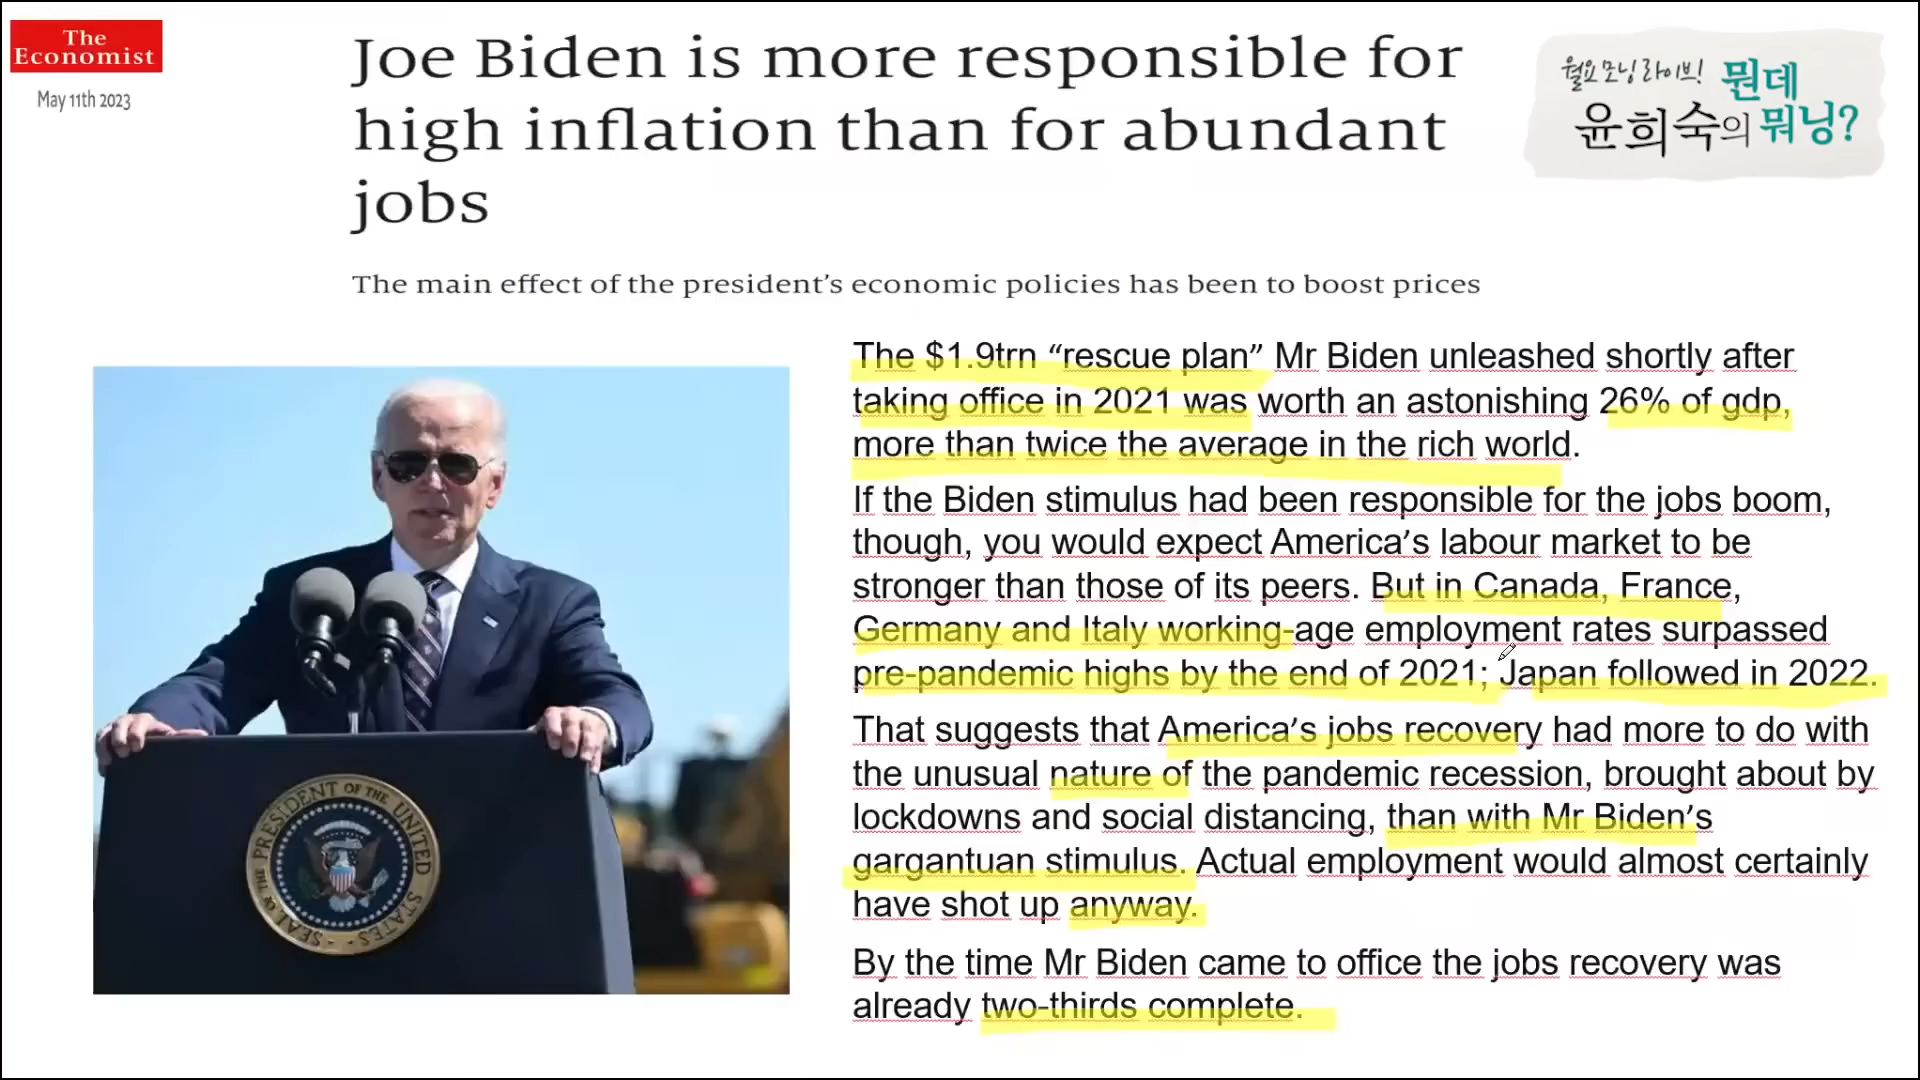 The
Economist
May 11th 2023
Joe Biden is more responsible for
high inflation than for abundant
jobs
The main effect of the president's economic policies has been to boost prices
월요 모닝 라이브! 뭔데
윤희숙의 뭐닝?
The $1.9trn “rescue plan” Mr Biden unleashed shortly after
taking office in 2021 was worth an astonishing 26% of gdp,
more than twice the average in the rich world.
If the Biden stimulus had been responsible for the jobs boom,
though, you would expect America's labour market to be
stronger than those of its peers. But in Canada, France,
Germany and Italy working-age employment rates surpassed
pre-pandemic highs by the end of 2021; Japan followed in 2022.
That suggests that America's jobs recovery had more to do with
the unusual nature of the pandemic recession, brought about by
lockdowns and social distancing, than with Mr Biden's
gargantuan stimulus. Actual employment would almost certainly
have shot up anyway.
By the time Mr Biden came to office the jobs recovery was
already two-thirds complete.
SEAL OF THE PRESIDENT OF THE UNITED STATES